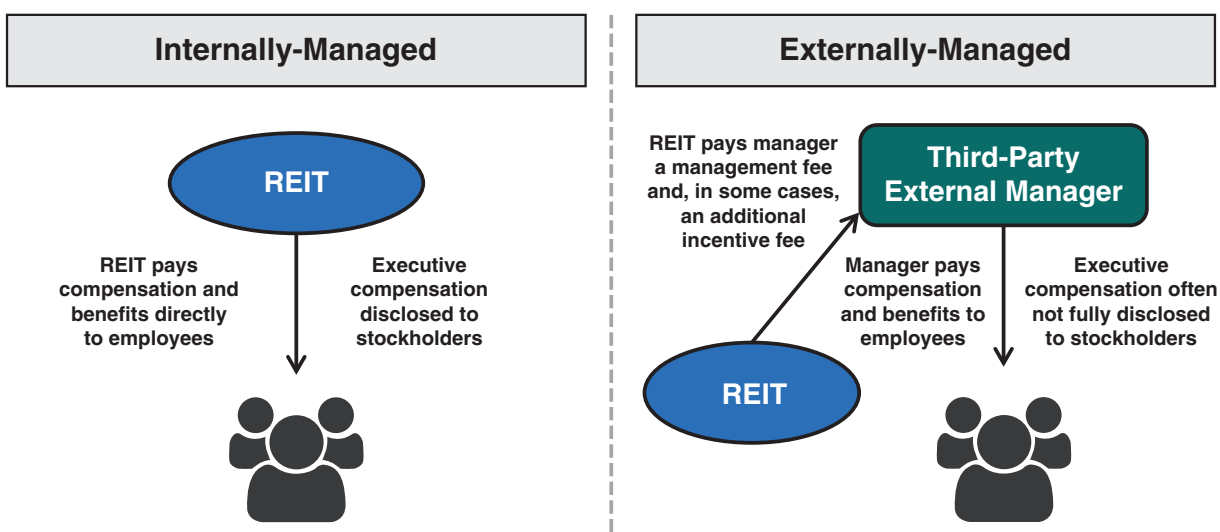 Internally-Managed
REIT
REIT pays
compensation and
benefits directly
to employees
Executive
compensation
disclosed to
stockholders
Externally-Managed
REIT pays manager
a management fee
and, in some cases,
an additional
incentive fee
Third-Party
External Manager
Manager pays
compensation
and benefits to
employees
Executive
compensation often
not fully disclosed
to stockholders
REIT